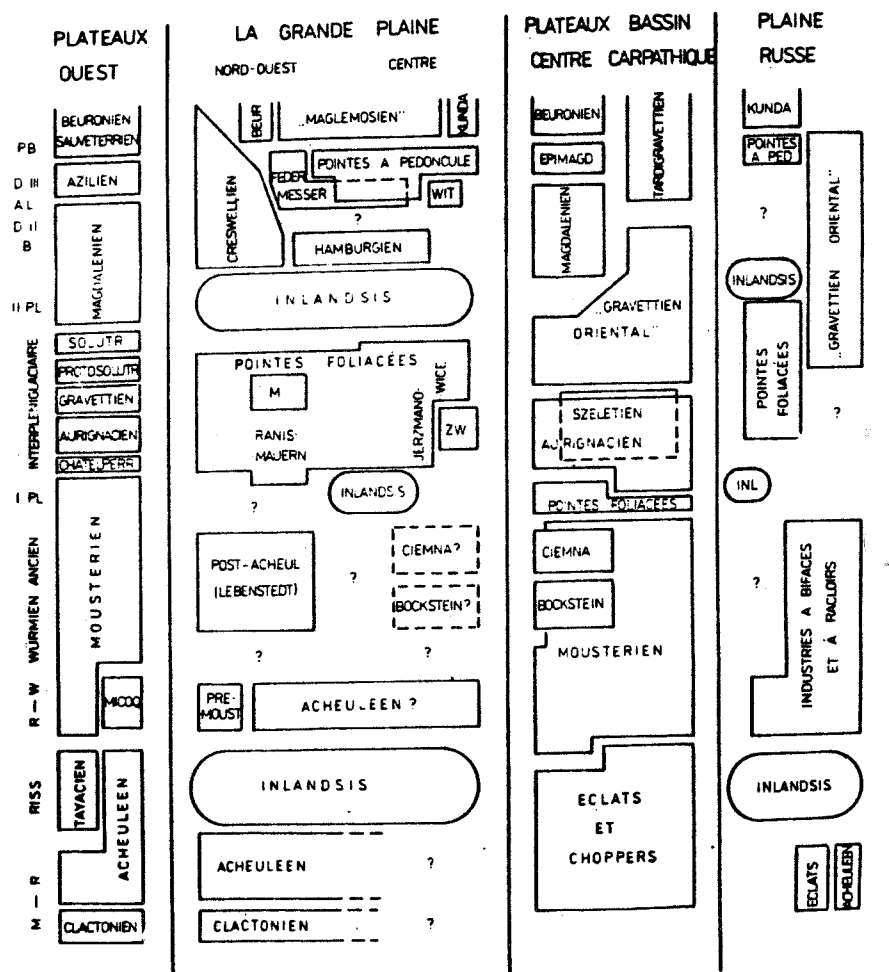 PLATEAUX OUEST
LA GRANDE PLAINE
NORD-OUEST
CENTRE
PLATEAUX CENTRE
BASSIN CARPATHIQUE
PLAINE RUSSE
PB
D III
AL
D II
B
II PL
INTERPLENIGLACIAIRE
I PL
WÜRMIEN ANCIEN
R — W
RISS
M — R
BEURONIEN
SAUVETERRIEN
AZILIEN
MAGDALENIEN
SOLUTR
PROTOSOLUTR
GRAVETTIEN
AURIGNACIEN
CHATELPERR
MOUSTERIEN
MICOQ
TAYACIEN
ACHEULEEN
CLACTONIEN
CRESWELLIEN
BEUR
„MAGLEMOSIEN"
KUNDA
POINTES A PEDONCULE
FEDER
MESSER
WIT
?
HAMBURGIEN
INLANDSIS
POINTES FOLIACÉES
M
RANIS-
MAUERN
JERZMANO-
WICE
ZW
INLANDSIS
?
POST-ACHEUL
(LEBENSTEDT)
?
CIEMNA?
BOCKSTEIN?
?
?
PRE-
MOUST
ACHEULEEN ?
INLANDSIS
ACHEULEEN
?
CLACTONIEN
?
BEURONIEN
EPIMAGD
MAGDALENIEN
TARDIGRAVETTIEN
„GRAVETTIEN
ORIENTAL"
SZELETIEN
AURIGNACIEN
POINTES FOLIACÉES
CIEMNA
BOCKSTEIN
MOUSTERIEN
ECLATS
ET
CHOPPERS
KUNDA
POINTES
A PED
?
INLANDSIS
„GRAVETTIEN ORIENTAL"
POINTES
FOLIACÉES
?
INL
?
INDUSTRIES A BIFACES
ET À RACLOIRS
INLANDSIS
ECLATS
ACHEULEEN